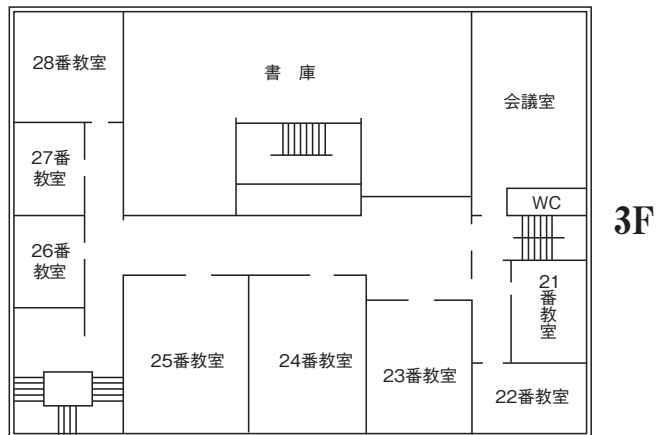 28番教室
書 庫
会議室
27番
教室
WC
3F
26番
教室
21
番
教
室
25番教室
24番教室
23番教室
22番教室